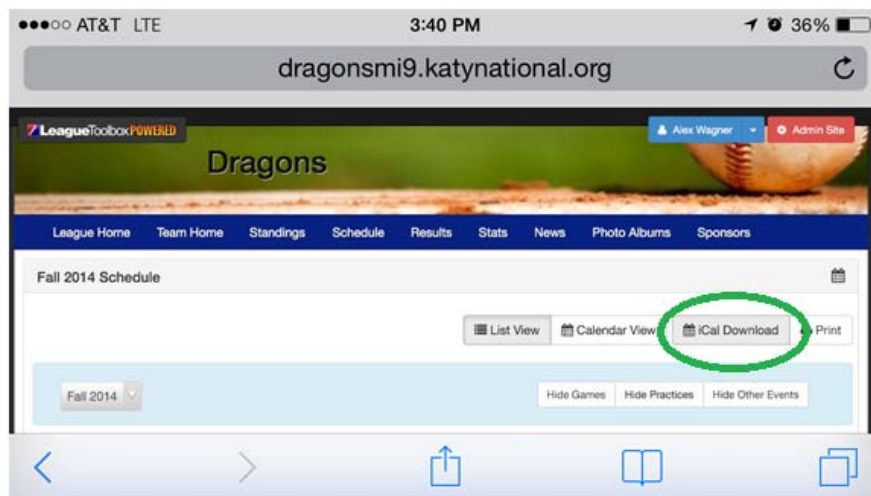 AT&T LTE 3:40 PM 36%
dragonsmi9.katynational.org
LeagueToolbox POWERED Alex Wagner Admin Site
Dragons
League Home Team Home Standings Schedule Results Stats News Photo Albums Sponsors
Fall 2014 Schedule
List View Calendar View iCal Download Print
Fall 2014 Hide Games Hide Practices Hide Other Events